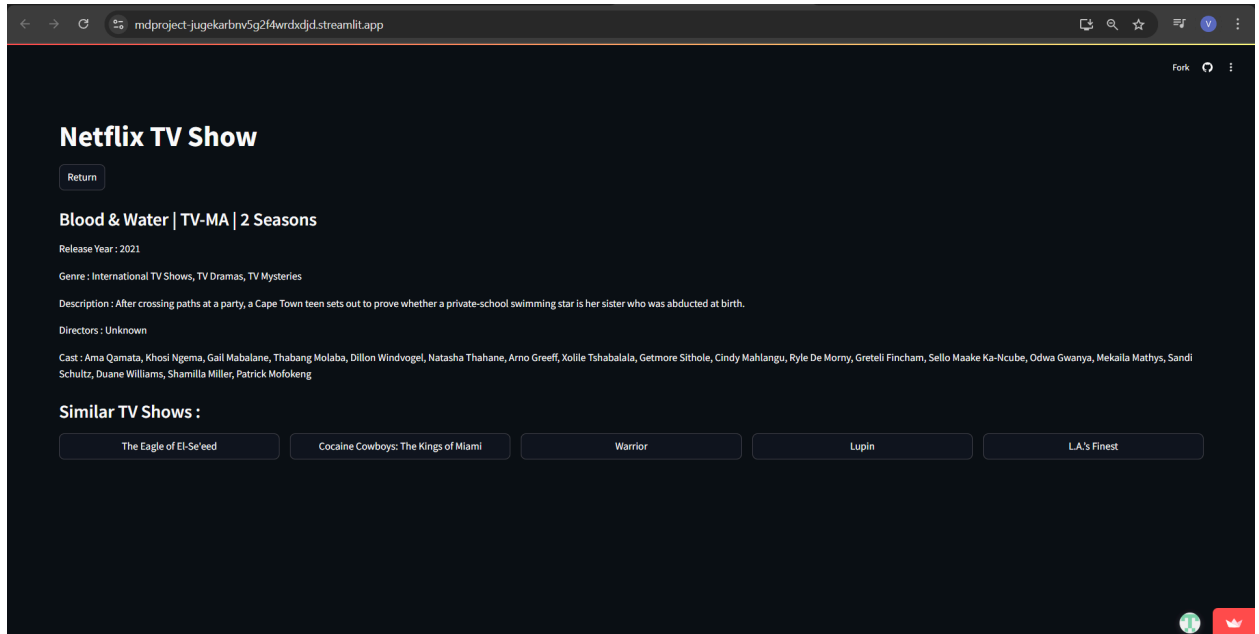 mdproject-jugekarbnv5g2f4wrdxdjd.streamlit.app
V
Fork
Netflix TV Show
Return
Blood & Water | TV-MA | 2 Seasons
Release Year : 2021
Genre : International TV Shows, TV Dramas, TV Mysteries
Description : After crossing paths at a party, a Cape Town teen sets out to prove whether a private-school swimming star is her sister who was abducted at birth.
Directors : Unknown
Cast : Ama Qamata, Khosi Ngema, Gail Mabalane, Thabang Molaba, Dillon Windvogel, Natasha Thahane, Arno Greeff, Xolile Tshabalala, Getmore Sithole, Cindy Mahlangu, Ryle De Morny, Greteli Fincham, Sello Maake Ka-Ncube, Odwa Gwanya, Mekaila Mathys, Sandi
Schultz, Duane Williams, Shamilla Miller, Patrick Mofokeng
Similar TV Shows :
The Eagle of El-Se'eed
Cocaine Cowboys: The Kings of Miami
Warrior
Lupin
L.A.'s Finest